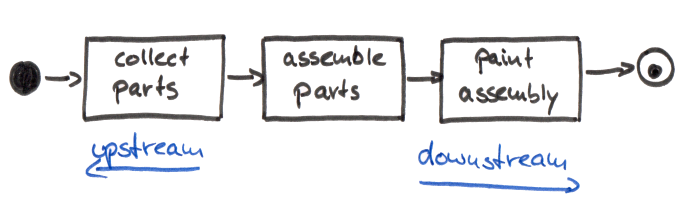 collect
parts
assemble
parts
paint
assembly
upstream
downstream